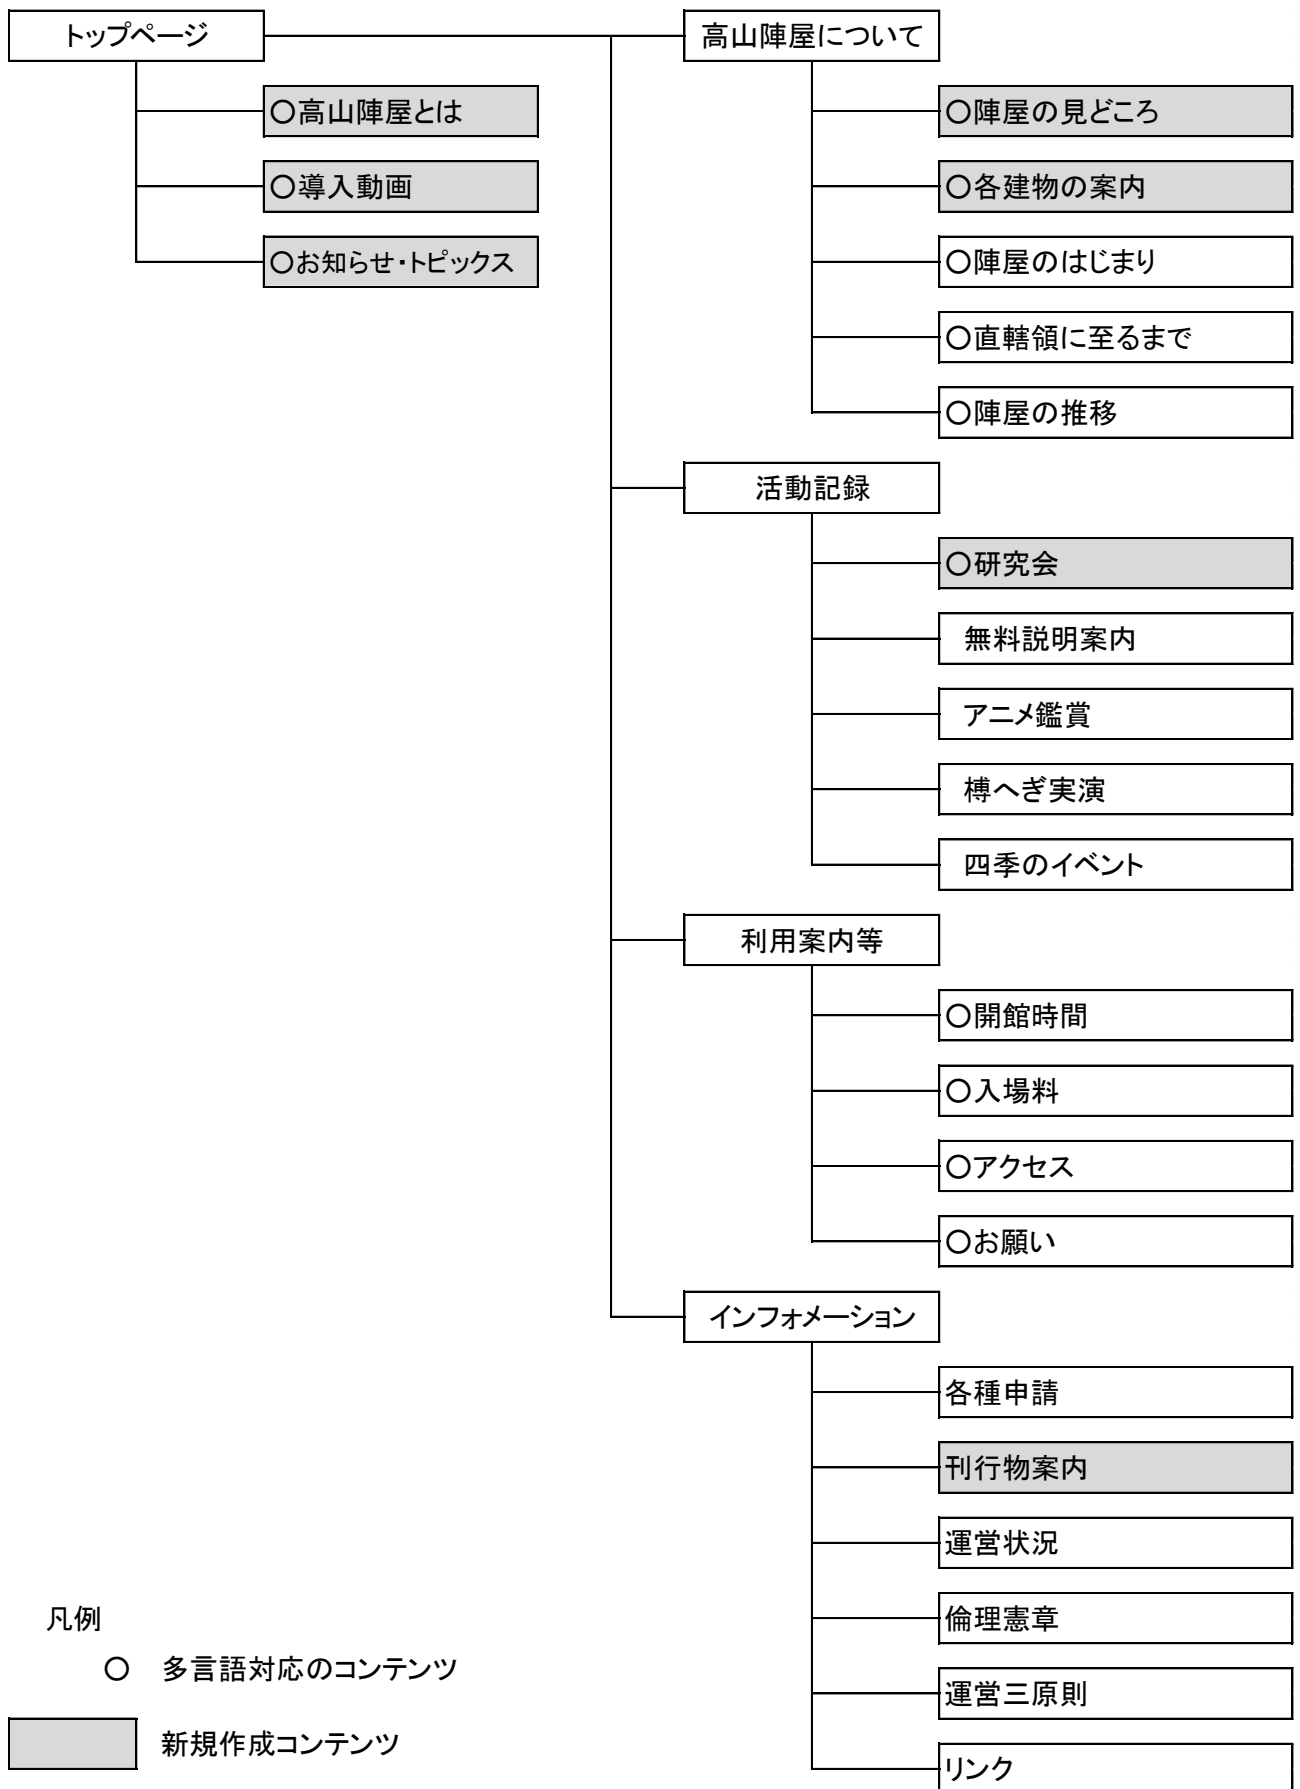 トップページ
〇高山陣屋とは
〇導入動画
〇お知らせ・トピックス
高山陣屋について
〇陣屋の見どころ
〇各建物の案内
〇陣屋のはじまり
〇直轄領に至るまで
〇陣屋の推移
活動記録
〇研究会
無料説明案内
アニメ鑑賞
榑へぎ実演
四季のイベント
利用案内等
〇開館時間
〇入場料
〇アクセス
〇お願い
インフォメーション
各種申請
刊行物案内
運営状況
倫理憲章
運営三原則
リンク
凡例
〇 多言語対応のコンテンツ
新規作成コンテンツ